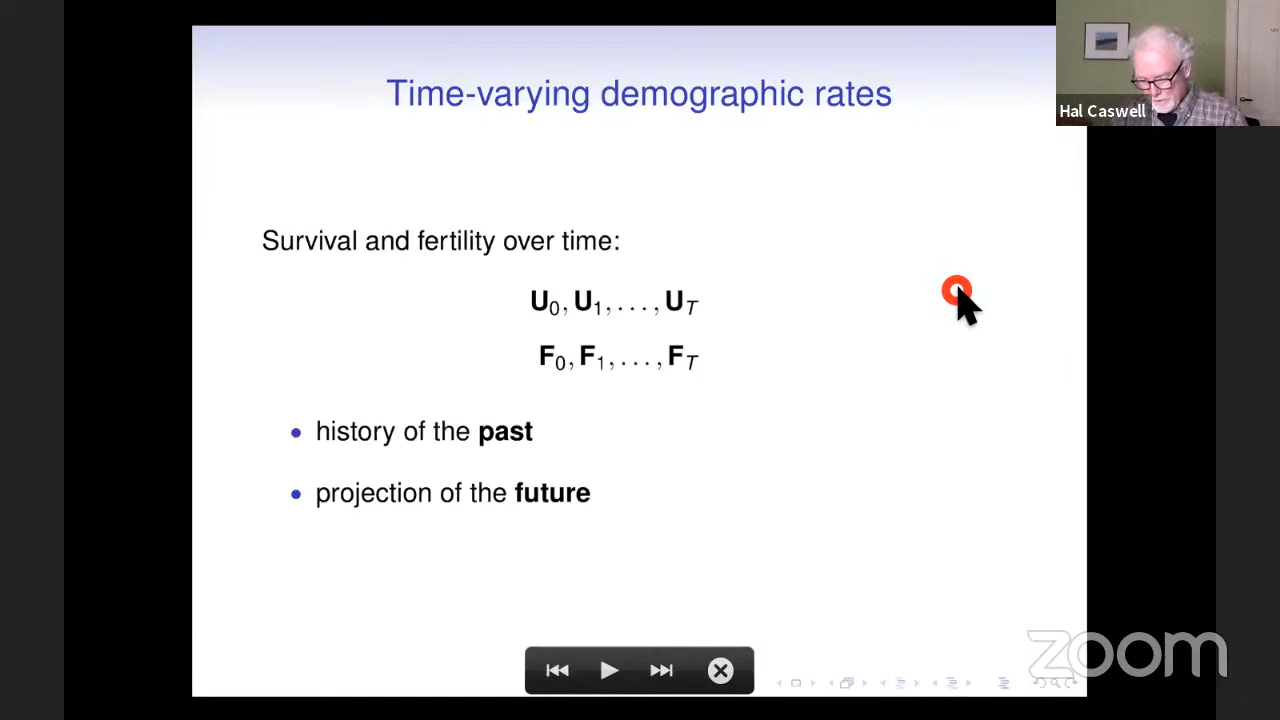 Time-varying demographic rates
Hal Caswell
Survival and fertility over time:
U0, U1, . . . , UT
F0, F1, . . . , FT
• history of the past
• projection of the future
zoom